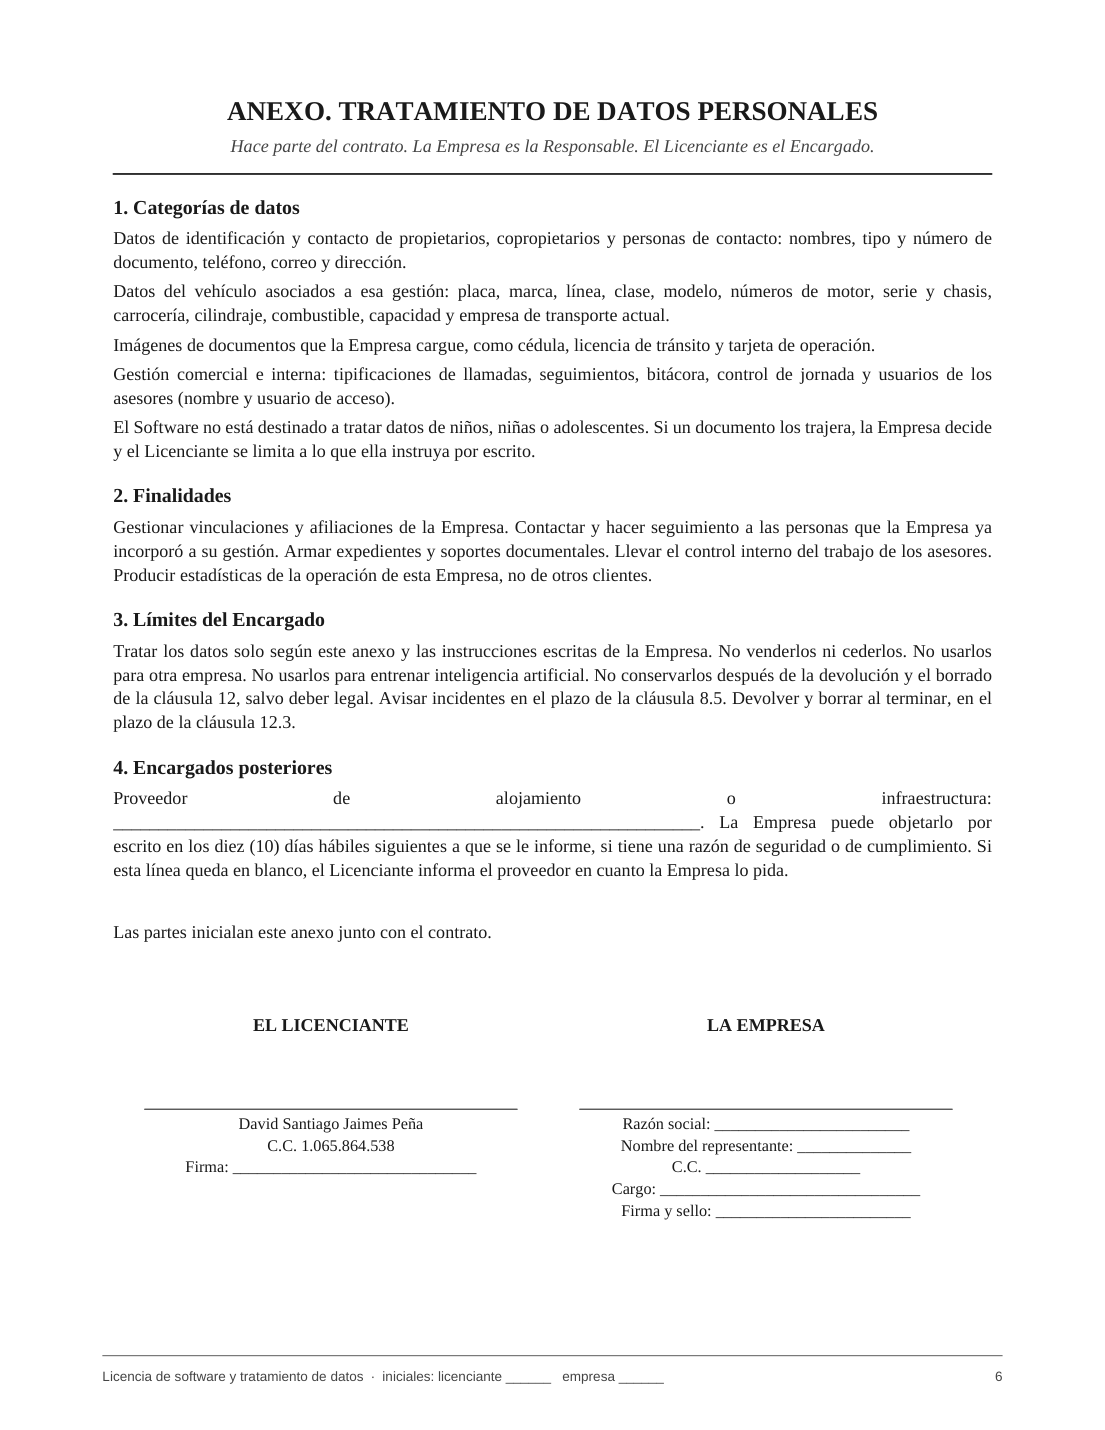 ANEXO. TRATAMIENTO DE DATOS PERSONALES
Hace parte del contrato. La Empresa es la Responsable. El Licenciante es el Encargado.
1. Categorías de datos
Datos de identificación y contacto de propietarios, copropietarios y personas de contacto: nombres, tipo y número de
documento, teléfono, correo y dirección.
Datos del vehículo asociados a esa gestión: placa, marca, línea, clase, modelo, números de motor, serie y chasis,
carrocería, cilindraje, combustible, capacidad y empresa de transporte actual.
Imágenes de documentos que la Empresa cargue, como cédula, licencia de tránsito y tarjeta de operación.
Gestión comercial e interna: tipificaciones de llamadas, seguimientos, bitácora, control de jornada y usuarios de los
asesores (nombre y usuario de acceso).
El Software no está destinado a tratar datos de niños, niñas o adolescentes. Si un documento los trajera, la Empresa decide
y el Licenciante se limita a lo que ella instruya por escrito.
2. Finalidades
Gestionar vinculaciones y afiliaciones de la Empresa. Contactar y hacer seguimiento a las personas que la Empresa ya
incorporó a su gestión. Armar expedientes y soportes documentales. Llevar el control interno del trabajo de los asesores.
Producir estadísticas de la operación de esta Empresa, no de otros clientes.
3. Límites del Encargado
Tratar los datos solo según este anexo y las instrucciones escritas de la Empresa. No venderlos ni cederlos. No usarlos
para otra empresa. No usarlos para entrenar inteligencia artificial. No conservarlos después de la devolución y el borrado
de la cláusula 12, salvo deber legal. Avisar incidentes en el plazo de la cláusula 8.5. Devolver y borrar al terminar, en el
plazo de la cláusula 12.3.
4. Encargados posteriores
Proveedor de alojamiento o infraestructura:
_________________________________________________________________. La Empresa puede objetarlo por
escrito en los diez (10) días hábiles siguientes a que se le informe, si tiene una razón de seguridad o de cumplimiento. Si
esta línea queda en blanco, el Licenciante informa el proveedor en cuanto la Empresa lo pida.
Las partes inicialan este anexo junto con el contrato.
EL LICENCIANTE
David Santiago Jaimes Peña
C.C. 1.065.864.538
Firma: ______________________________
LA EMPRESA
Razón social: ________________________
Nombre del representante: ______________
C.C. ___________________
Cargo: ________________________________
Firma y sello: ________________________
Licencia de software y tratamiento de datos · iniciales: licenciante ______ empresa ______
6